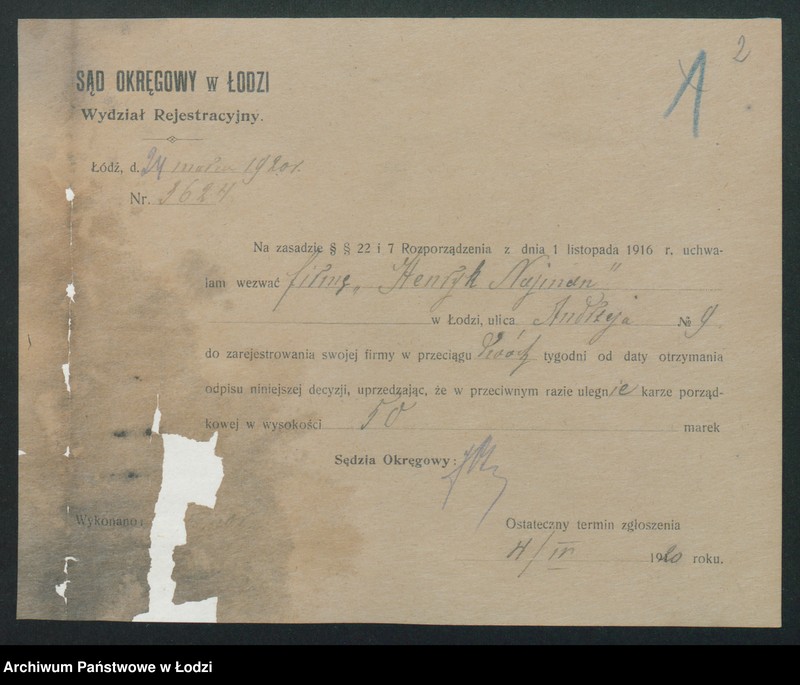 2
1
SĄD OKRĘGOWY w ŁODZI
Wydział Rejestracyjny.
Łódź, d. 24 marca 1920 r.
Nr. 3624
Na zasadzie § § 22 i 7 Rozporządzenia z dnia 1 listopada 1916 r. uchwa-
lam wezwać firmę „Henryk Najman"
w Łodzi, ulica Andrzeja № 9
do zarejestrowania swojej firmy w przeciągu dwóch tygodni od daty otrzymania
odpisu niniejszej decyzji, uprzedzając, że w przeciwnym razie ulegnie karze porząd-
kowej w wysokości 50 marek
Sędzia Okręgowy:
Wykonano:
Ostateczny termin zgłoszenia
1920 roku.
Archiwum Państwowe w Łodzi